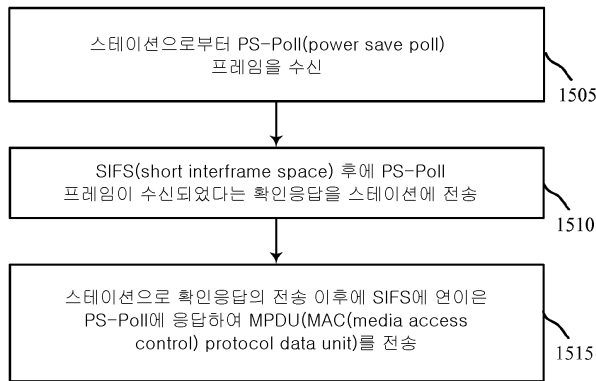 스테이션으로부터 PS-Poll(power save poll)
프레임을 수신
1505
SIFS(short interframe space) 후에 PS-Poll
프레임이 수신되었다는 확인응답을 스테이션에 전송
1510
스테이션으로 확인응답의 전송 이후에 SIFS에 연이은
PS-Poll에 응답하여 MPDU(MAC(media access
control) protocol data unit)를 전송
1515